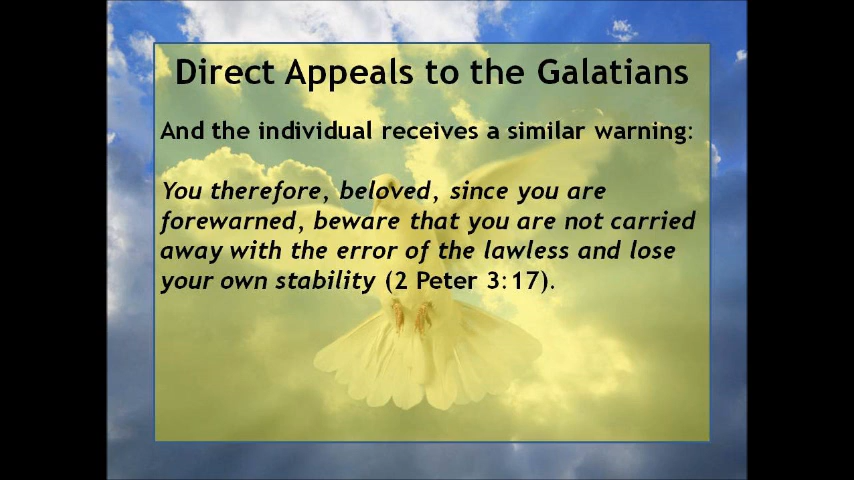 Direct Appeals to the Galatians
And the individual receives a similar warning:
You therefore, beloved, since you are
forewarned, beware that you are not carried
away with the error of the lawless and lose
your own stability (2 Peter 3:17).